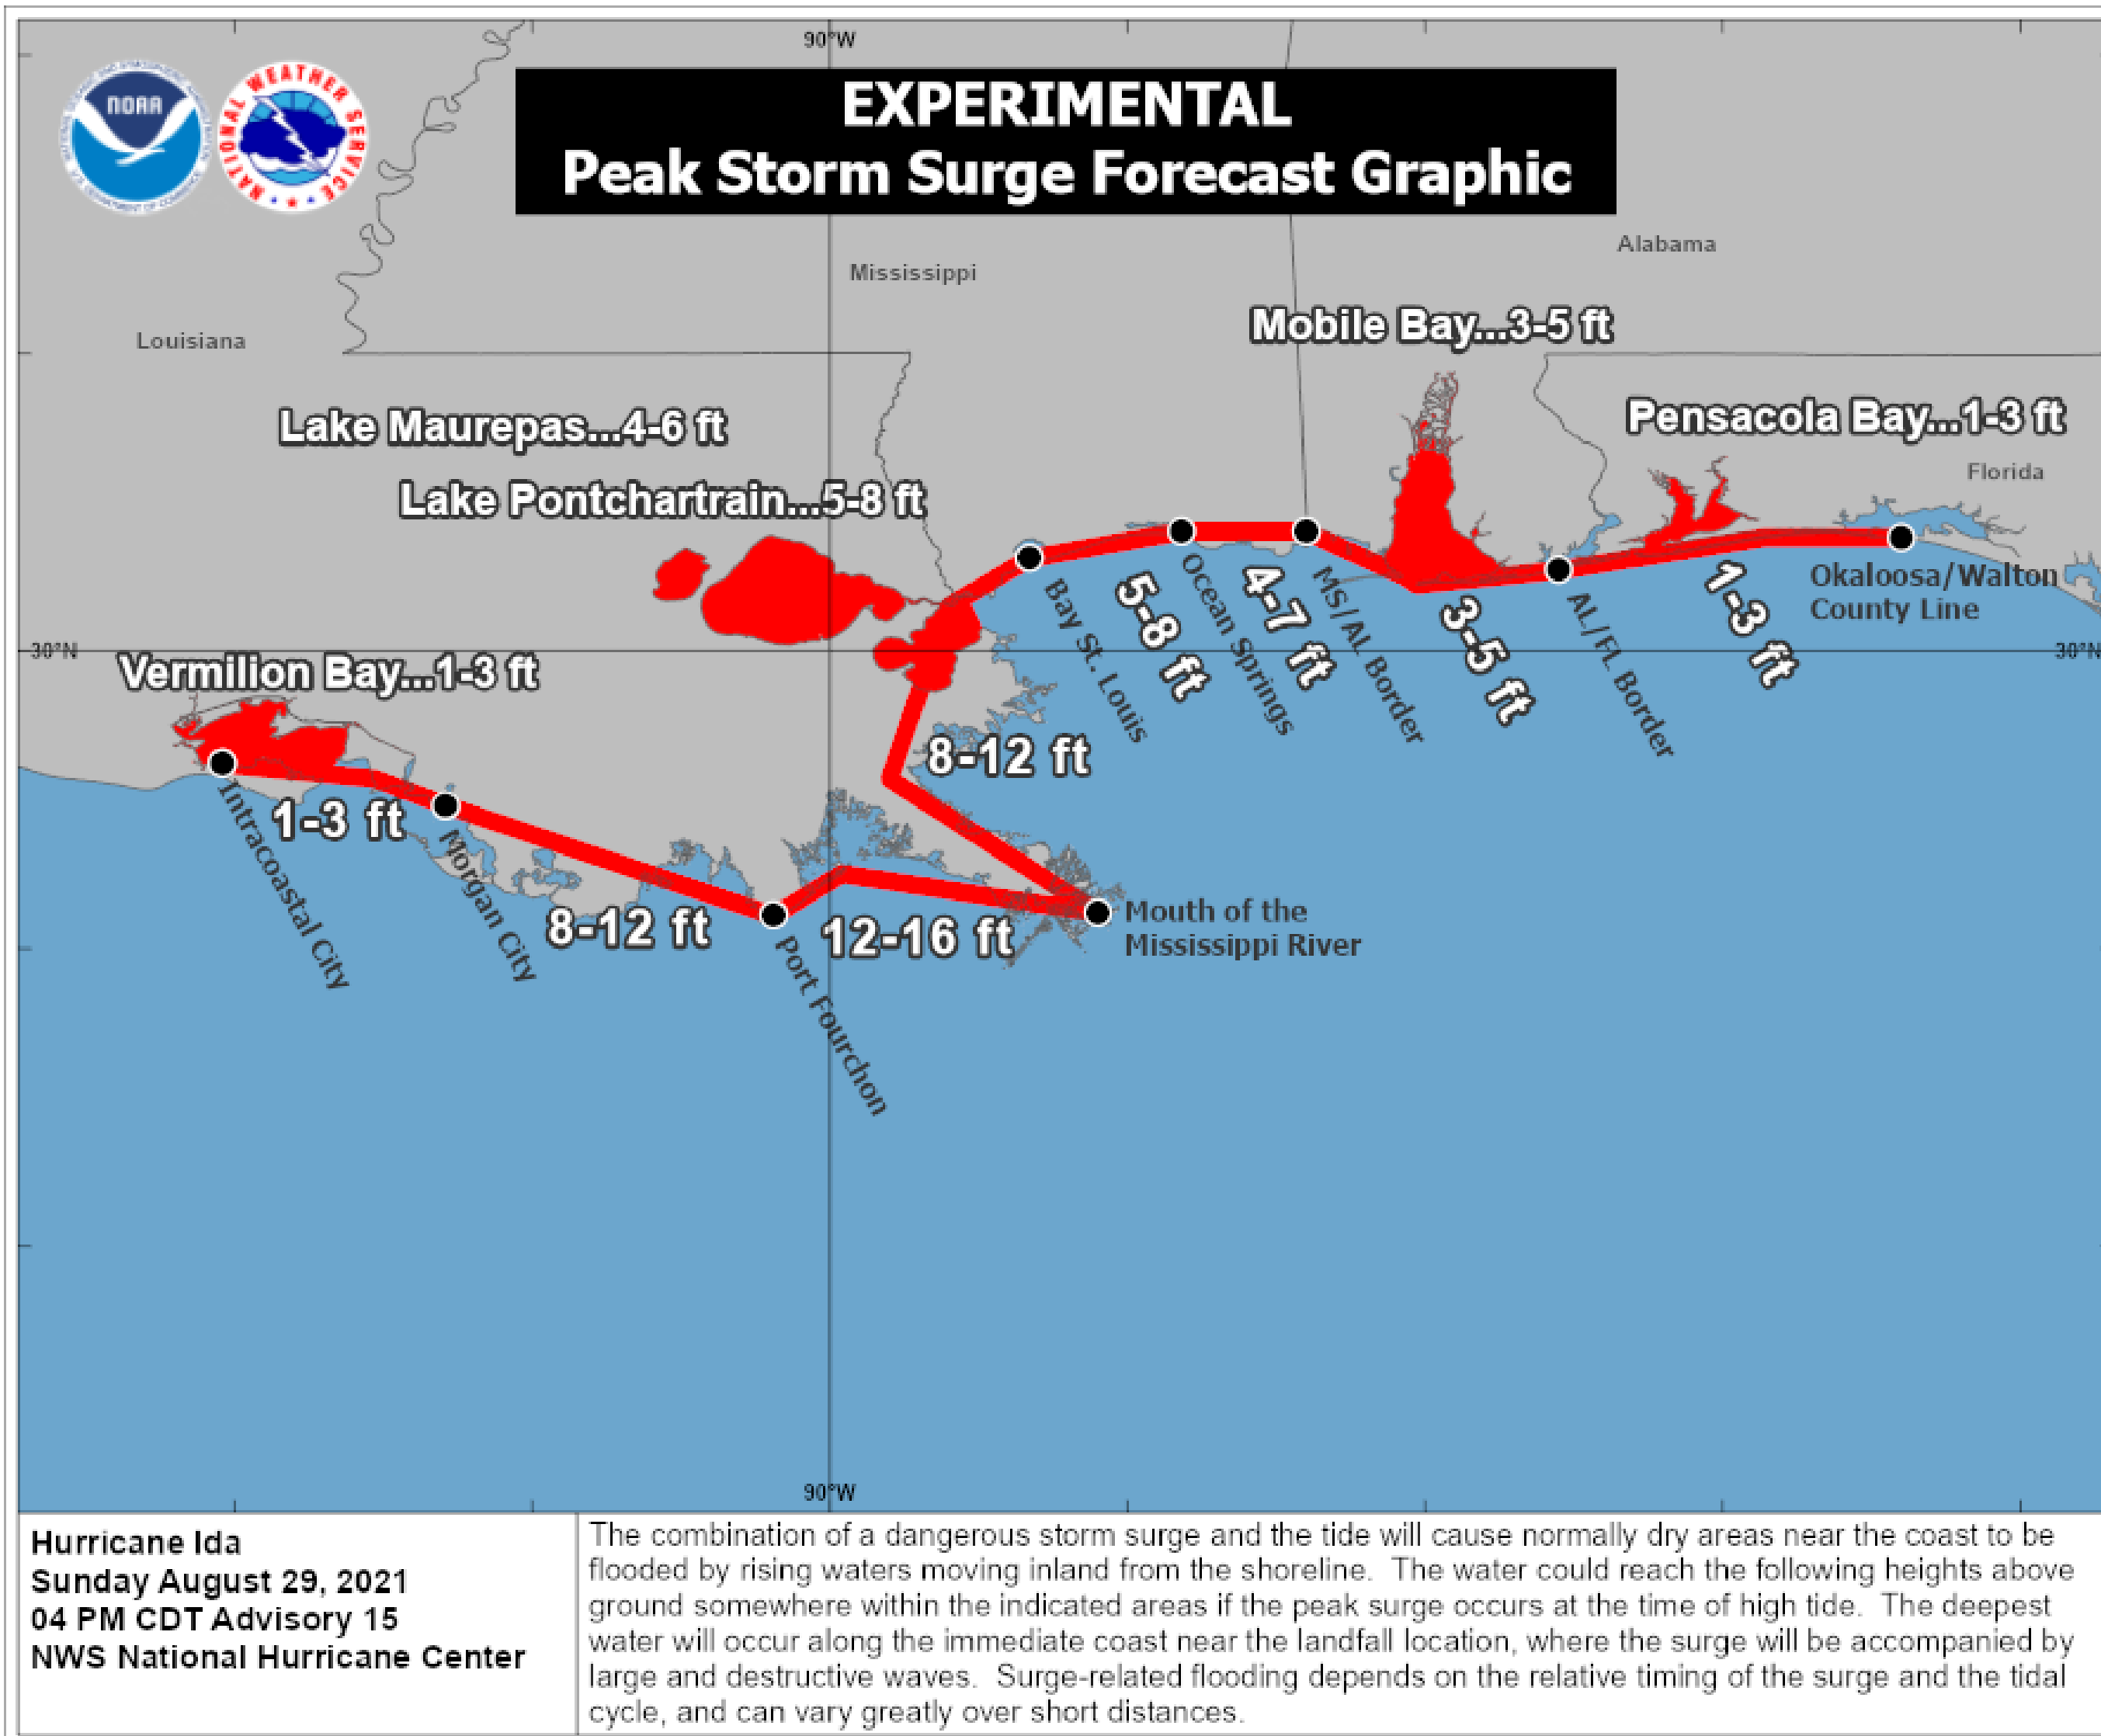 90°W
NOAA
NATIONAL WEATHER SERVICE
EXPERIMENTAL
Peak Storm Surge Forecast Graphic
Alabama
Mississippi
Louisiana
Mobile Bay...3-5 ft
Lake Maurepas...4-6 ft
Pensacola Bay...1-3 ft
Florida
Lake Pontchartrain...5-8 ft
Okaloosa/Walton
County Line
Bay St. Louis
5-8 ft
Ocean Springs
4-7 ft
MS/AL Border
3-5 ft
AL/FL Border
1-3 ft
30°N
30°N
Vermilion Bay...1-3 ft
8-12 ft
Intracoastal City
1-3 ft
Morgan City
8-12 ft
Port Fourchon
12-16 ft
Mouth of the
Mississippi River
90°W
Hurricane Ida
Sunday August 29, 2021
04 PM CDT Advisory 15
NWS National Hurricane Center
The combination of a dangerous storm surge and the tide will cause normally dry areas near the coast to be
flooded by rising waters moving inland from the shoreline.  The water could reach the following heights above
ground somewhere within the indicated areas if the peak surge occurs at the time of high tide.  The deepest
water will occur along the immediate coast near the landfall location, where the surge will be accompanied by
large and destructive waves.  Surge-related flooding depends on the relative timing of the surge and the tidal
cycle, and can vary greatly over short distances.